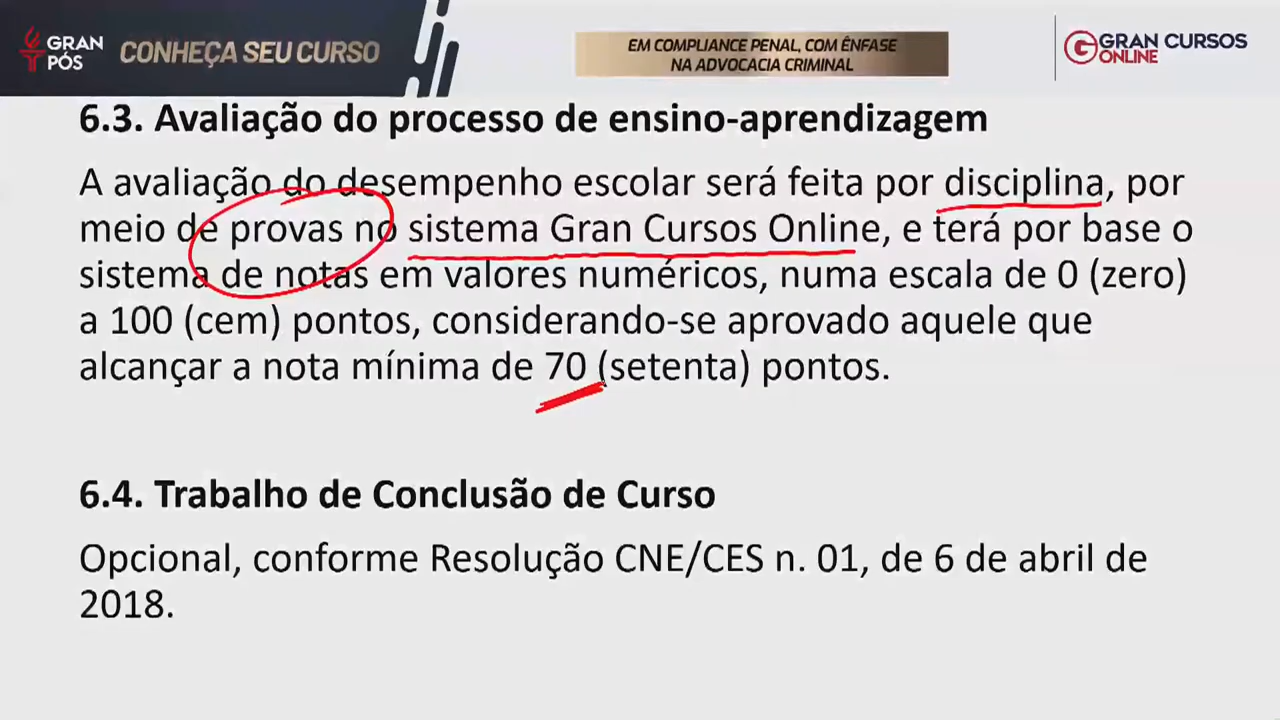 GRAN
PÓS
CONHEÇA SEU CURSO
EM COMPLIANCE PENAL, COM ÊNFASE
NA ADVOCACIA CRIMINAL
GRAN CURSOS
ONLINE
6.3. Avaliação do processo de ensino-aprendizagem
A avaliação do desempenho escolar será feita por disciplina, por
meio de provas no sistema Gran Cursos Online, e terá por base o
sistema de notas em valores numéricos, numa escala de 0 (zero)
a 100 (cem) pontos, considerando-se aprovado aquele que
alcançar a nota mínima de 70 (setenta) pontos.
6.4. Trabalho de Conclusão de Curso
Opcional, conforme Resolução CNE/CES n. 01, de 6 de abril de
2018.